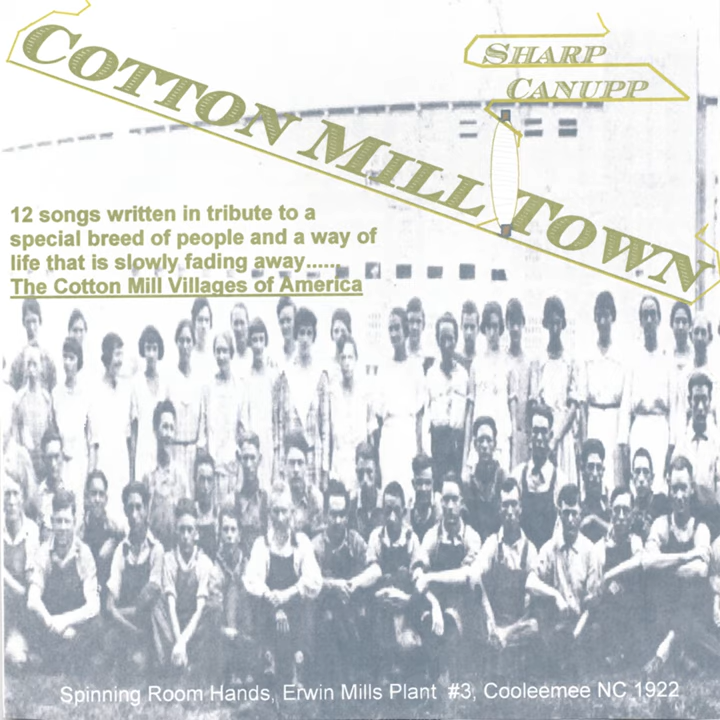 COTTON MILL TOWN
SHARP
CANUPP
12 songs written in tribute to a
special breed of people and a way of
life that is slowly fading away......
The Cotton Mill Villages of America
Spinning Room Hands, Erwin Mills Plant #3, Cooleemee NC 1922